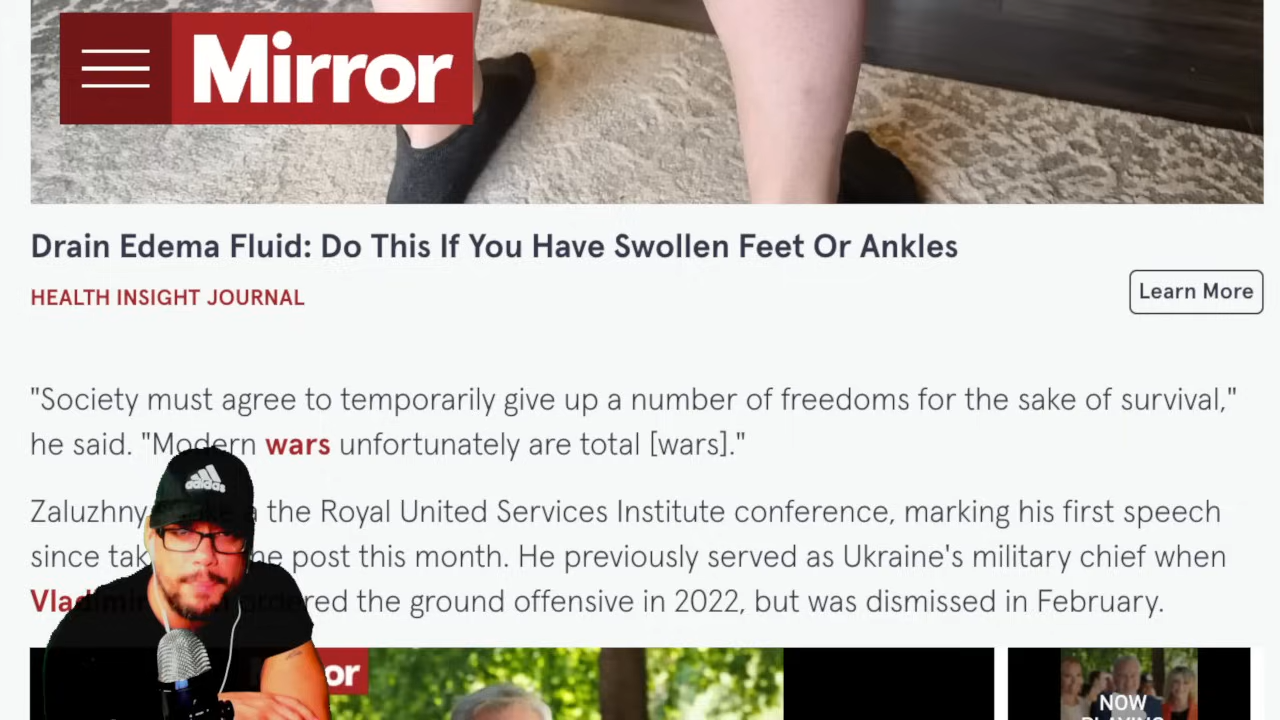 Mirror
Drain Edema Fluid: Do This If You Have Swollen Feet Or Ankles
HEALTH INSIGHT JOURNAL
Learn More
"Society must agree to temporarily give up a number of freedoms for the sake of survival,"
he said. "Modern wars unfortunately are total [wars]."
adidas
Zaluzhny a the Royal United Services Institute conference, marking his first speech
since post this month. He previously served as Ukraine's military chief when
Vladimir the ground offensive in 2022, but was dismissed in February.
NOW